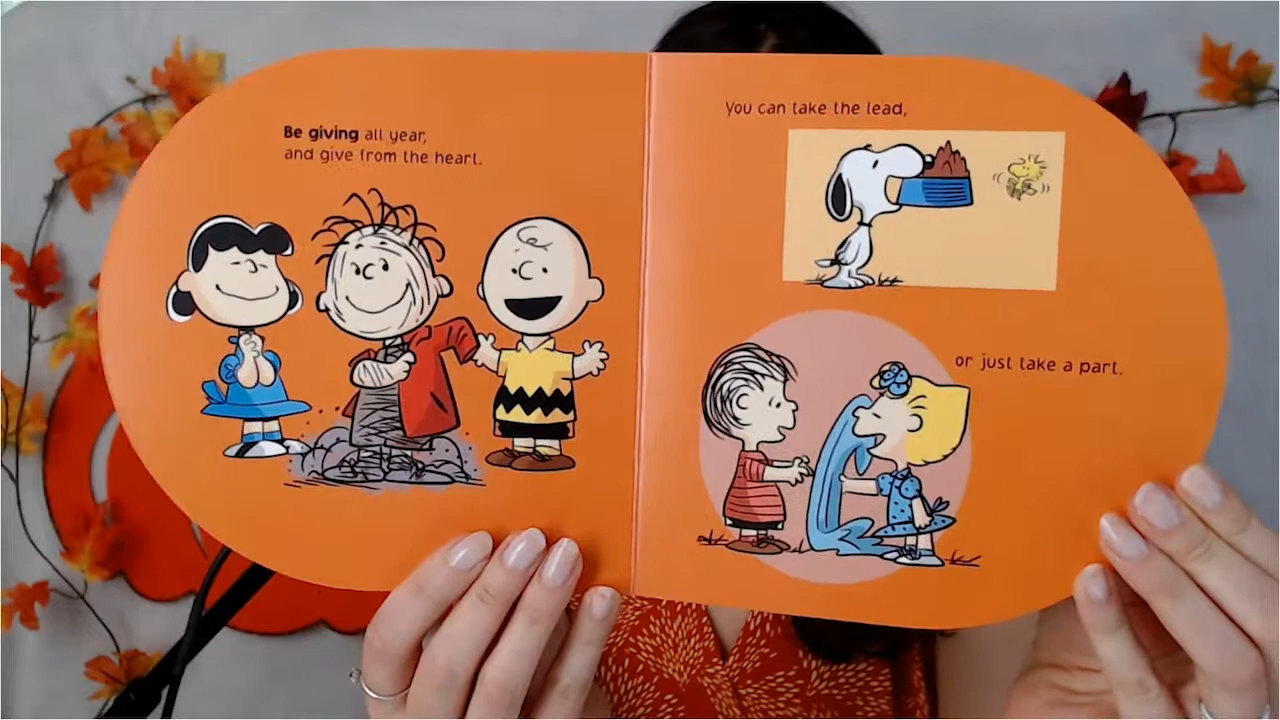 Be giving all year,
and give from the heart.
You can take the lead,
or just take a part.